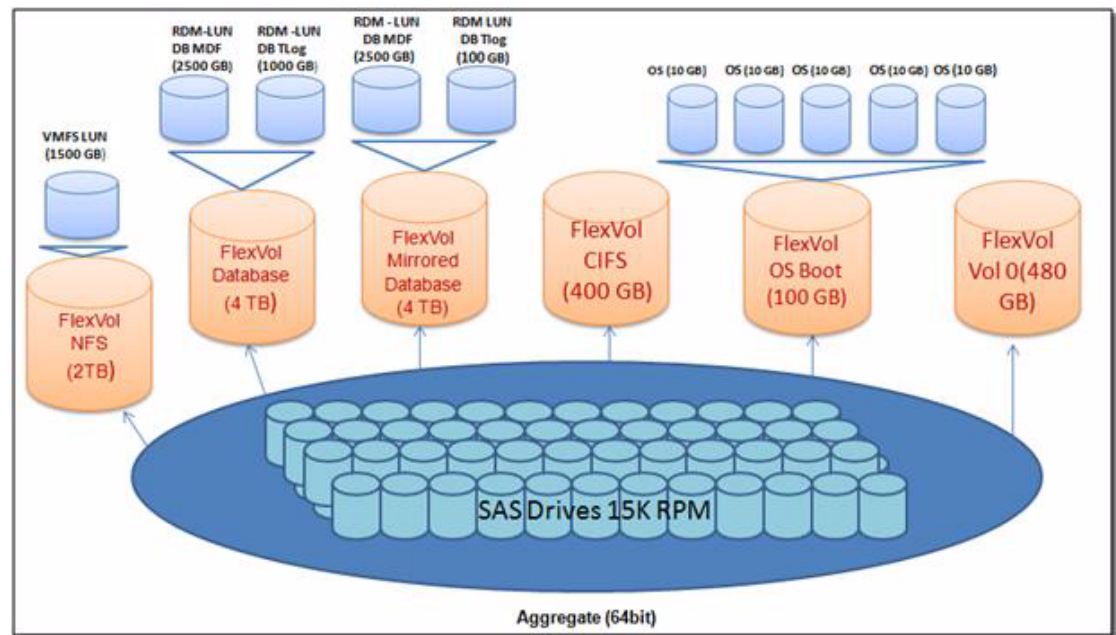 RDM-LUN
DB MDF
(2500 GB)
RDM -LUN
DB TLog
(1000 GB)
RDM - LUN
DB MDF
(2500 GB)
RDM LUN
DB Tlog
(100 GB)
OS (10 GB)
OS (10 GB)
OS (10 GB)
OS (10 GB)
OS (10 GB)
VMFS LUN
(1500 GB)
FlexVol
NFS
(2TB)
FlexVol
Database
(4 TB)
FlexVol
Mirrored
Database
(4 TB)
FlexVol
CIFS
(400 GB)
FlexVol
OS Boot
(100 GB)
FlexVol
Vol 0(480
GB)
SAS Drives 15K RPM
Aggregate (64bit)